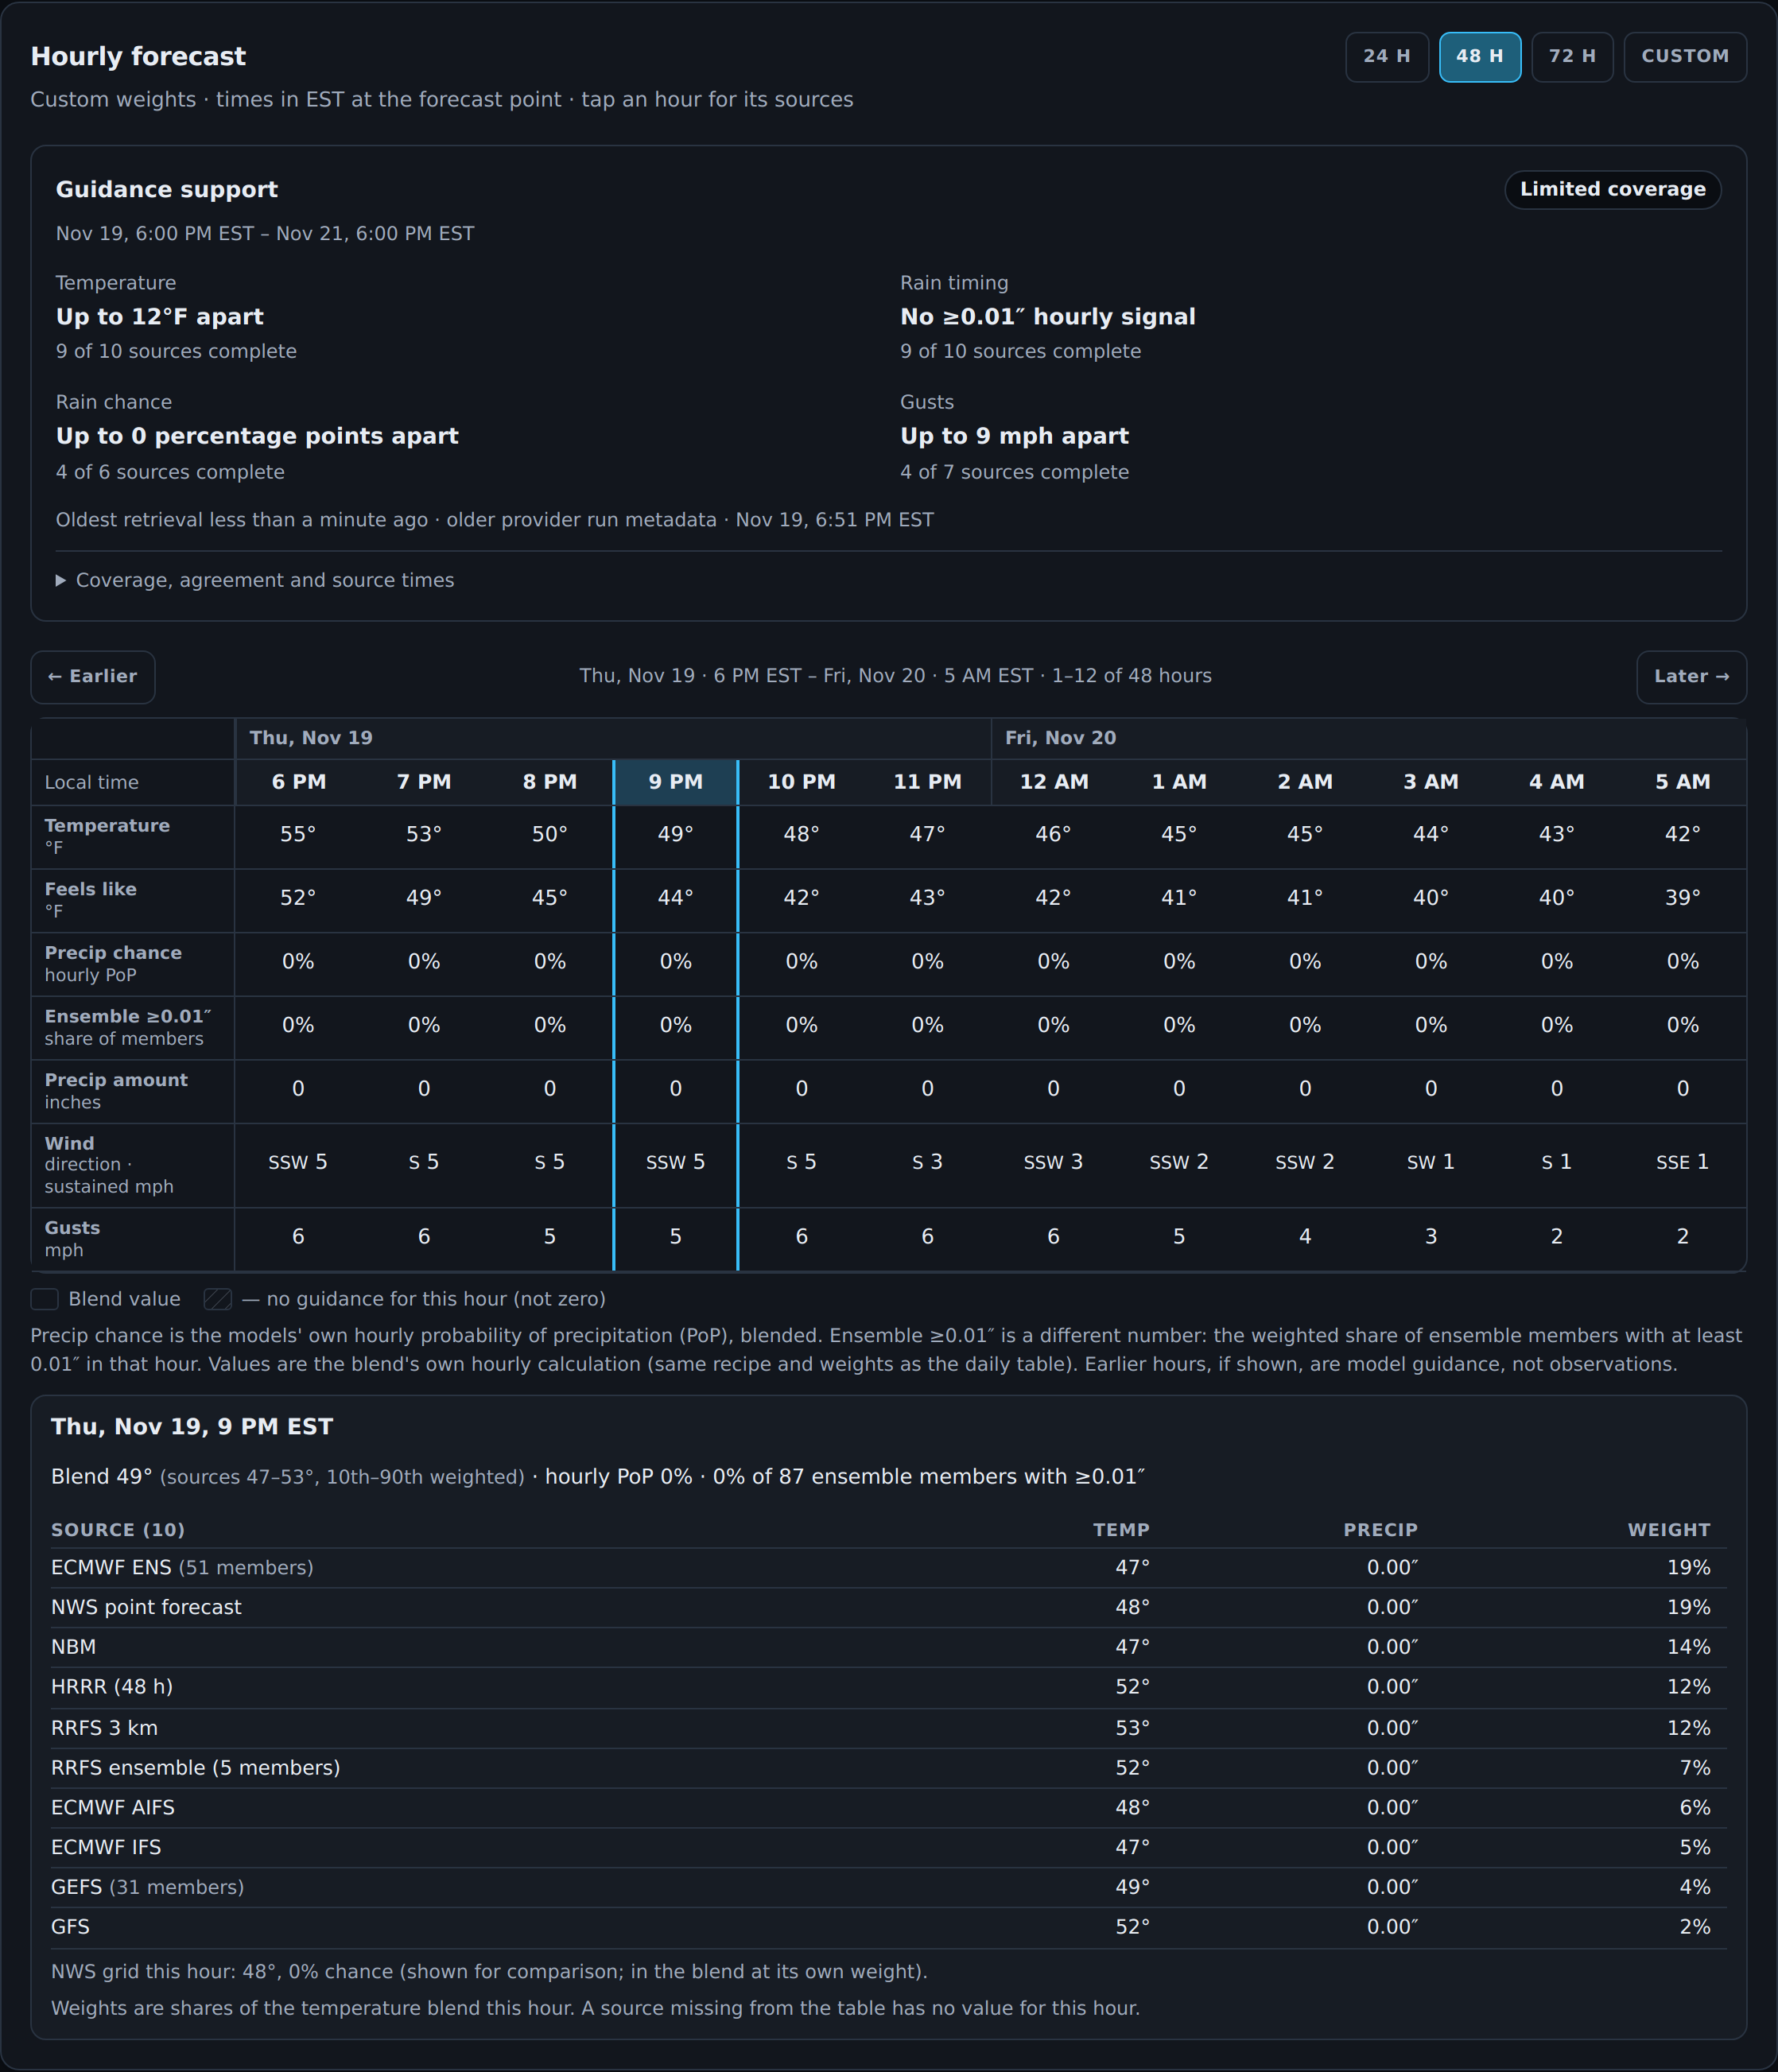 Hourly forecast
24 H 48 H 72 H CUSTOM
Custom weights · times in EST at the forecast point · tap an hour for its sources
Guidance support
Limited coverage
Nov 19, 6:00 PM EST – Nov 21, 6:00 PM EST
Temperature
Up to 12°F apart
9 of 10 sources complete
Rain timing
No ≥0.01″ hourly signal
9 of 10 sources complete
Rain chance
Up to 0 percentage points apart
4 of 6 sources complete
Gusts
Up to 9 mph apart
4 of 7 sources complete
Oldest retrieval less than a minute ago · older provider run metadata · Nov 19, 6:51 PM EST
▶ Coverage, agreement and source times
← Earlier
Thu, Nov 19 · 6 PM EST – Fri, Nov 20 · 5 AM EST · 1–12 of 48 hours
Later →
Thu, Nov 19 Fri, Nov 20
Local time 6 PM 7 PM 8 PM 9 PM 10 PM 11 PM 12 AM 1 AM 2 AM 3 AM 4 AM 5 AM
Temperature
°F
55° 53° 50° 49° 48° 47° 46° 45° 45° 44° 43° 42°
Feels like
°F
52° 49° 45° 44° 42° 43° 42° 41° 41° 40° 40° 39°
Precip chance
hourly PoP
0% 0% 0% 0% 0% 0% 0% 0% 0% 0% 0% 0%
Ensemble ≥0.01″
share of members
0% 0% 0% 0% 0% 0% 0% 0% 0% 0% 0% 0%
Precip amount
inches
0 0 0 0 0 0 0 0 0 0 0 0
Wind
direction ·
sustained mph
SSW 5 S 5 S 5 SSW 5 S 5 S 3 SSW 3 SSW 2 SSW 2 SW 1 S 1 SSE 1
Gusts
mph
6 6 5 5 6 6 6 5 4 3 2 2
Blend value — no guidance for this hour (not zero)
Precip chance is the models' own hourly probability of precipitation (PoP), blended. Ensemble ≥0.01″ is a different number: the weighted share of ensemble members with at least
0.01″ in that hour. Values are the blend's own hourly calculation (same recipe and weights as the daily table). Earlier hours, if shown, are model guidance, not observations.
Thu, Nov 19, 9 PM EST
Blend 49° (sources 47–53°, 10th–90th weighted) · hourly PoP 0% · 0% of 87 ensemble members with ≥0.01″
SOURCE (10) TEMP PRECIP WEIGHT
ECMWF ENS (51 members) 47° 0.00″ 19%
NWS point forecast 48° 0.00″ 19%
NBM 47° 0.00″ 14%
HRRR (48 h) 52° 0.00″ 12%
RRFS 3 km 53° 0.00″ 12%
RRFS ensemble (5 members) 52° 0.00″ 7%
ECMWF AIFS 48° 0.00″ 6%
ECMWF IFS 47° 0.00″ 5%
GEFS (31 members) 49° 0.00″ 4%
GFS 52° 0.00″ 2%
NWS grid this hour: 48°, 0% chance (shown for comparison; in the blend at its own weight).
Weights are shares of the temperature blend this hour. A source missing from the table has no value for this hour.